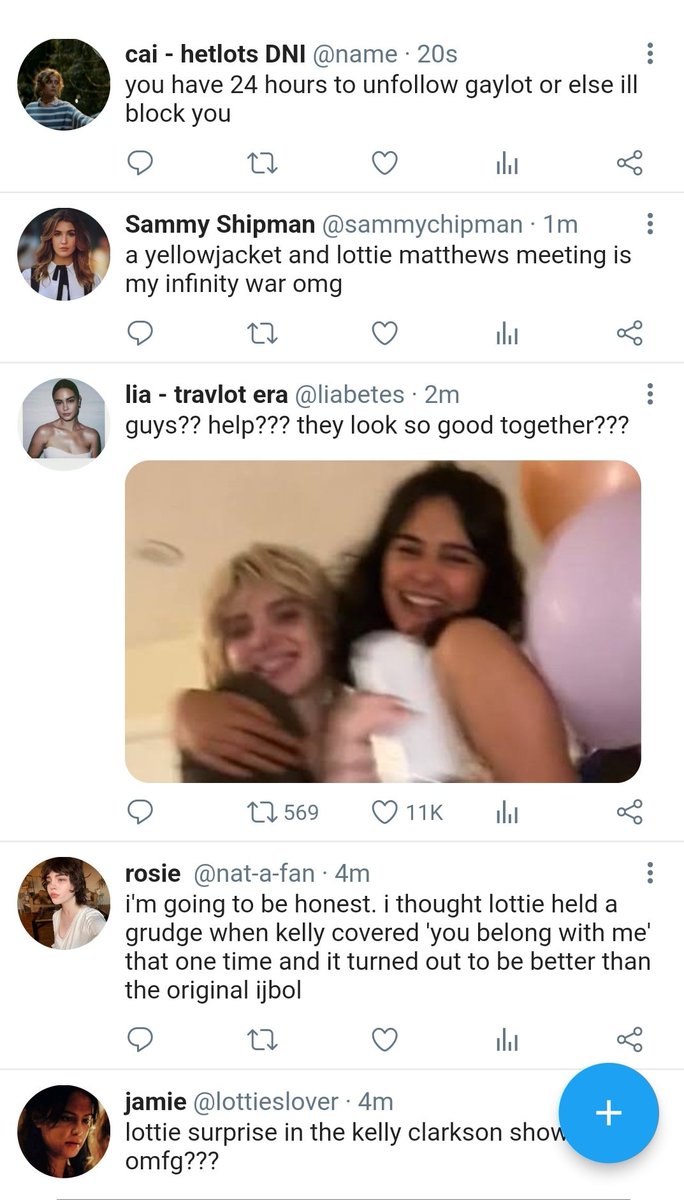 cai - hetlots DNI @name · 20s
you have 24 hours to unfollow gaylot or else ill
block you
Sammy Shipman @sammychipman · 1m
a yellowjacket and lottie matthews meeting is
my infinity war omg
lia - travlot era @liabetes · 2m
guys?? help??? they look so good together???
569 11K
rosie @nat-a-fan · 4m
i'm going to be honest. i thought lottie held a
grudge when kelly covered 'you belong with me'
that one time and it turned out to be better than
the original ijbol
jamie @lottieslover · 4m
lottie surprise in the kelly clarkson show
omfg???